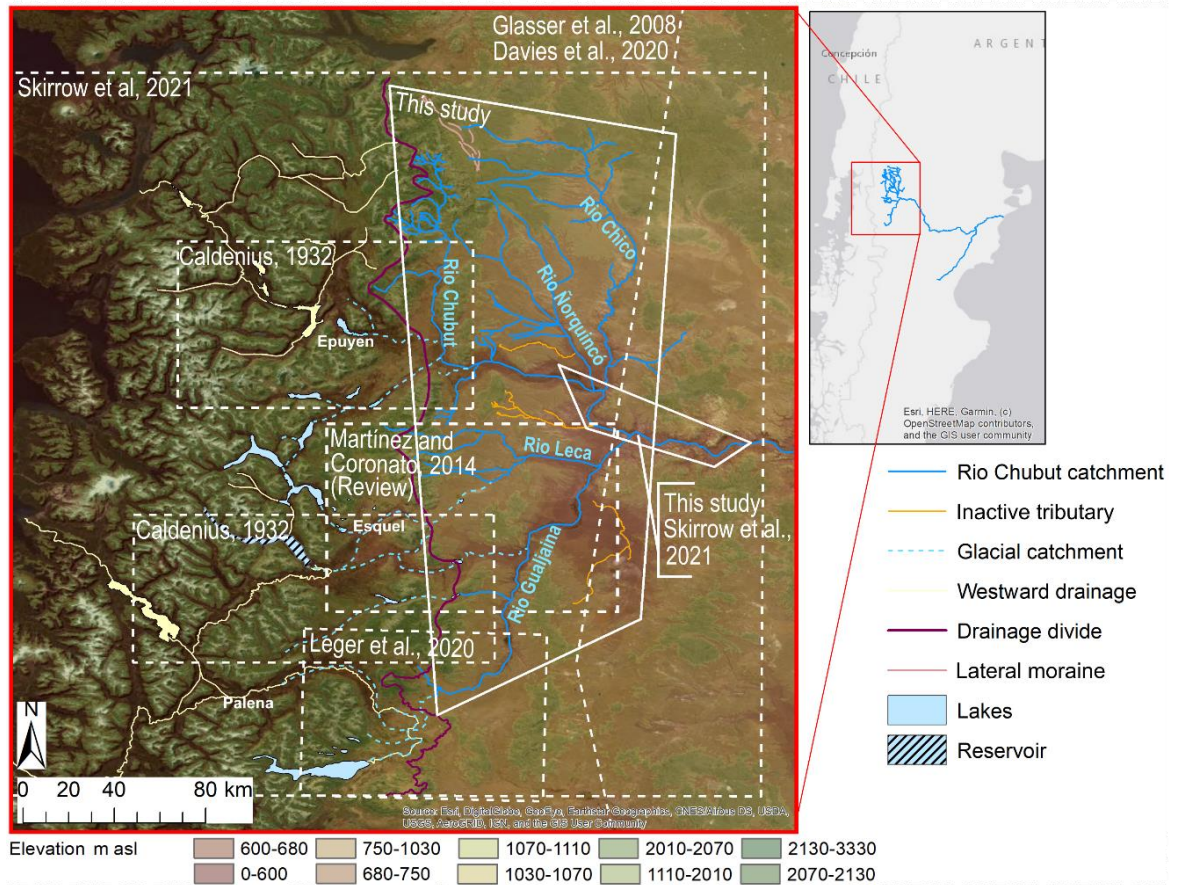 Glasser et al., 2008
Davies et al., 2020
Skirrow et al, 2021
This study
Caldenius, 1932
Rio Chico
Rio Chubut
Rio Ñorquincó
Epuyen
Martínez and
Coronato, 2014
(Review)
Rio Leca
This study
Skirrow et al.,
2021
Caldenius, 1932
Esquel
Rio Gualjaina
Leger et al., 2020
Palena
N
0 20 40 80 km
Source: Esri, DigitalGlobe, GeoEye, Earthstar Geographics, CNES/Airbus DS, USDA,
USGS, AeroGRID, IGN, and the GIS User Community
Concepción
ARGENT
CHILE
Esri, HERE, Garmin, (c)
OpenStreetMap contributors,
and the GIS user community
Rio Chubut catchment
Inactive tributary
Glacial catchment
Westward drainage
Drainage divide
Lateral moraine
Lakes
Reservoir
Elevation m asl
600-680 750-1030 1070-1110 2010-2070 2130-3330
0-600 680-750 1030-1070 1110-2010 2070-2130